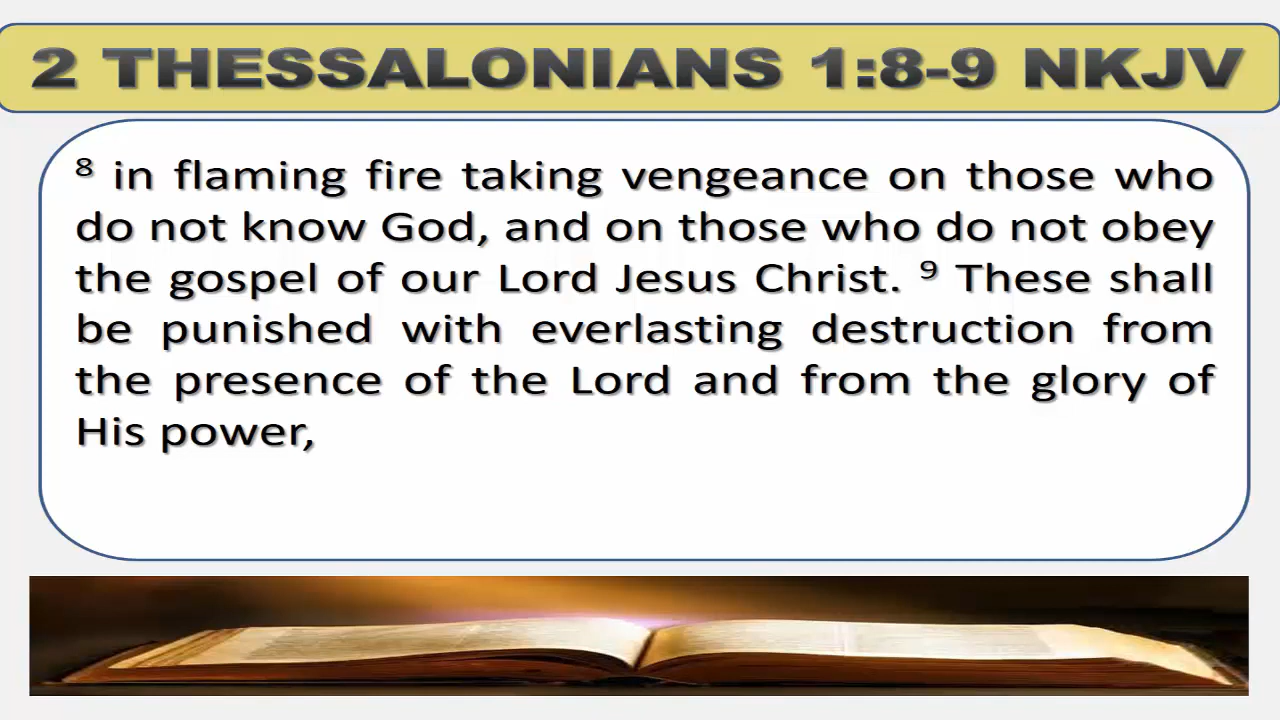 2 THESSALONIANS 1:8-9 NKJV
8 in flaming fire taking vengeance on those who
do not know God, and on those who do not obey
the gospel of our Lord Jesus Christ. 9 These shall
be punished with everlasting destruction from
the presence of the Lord and from the glory of
His power,